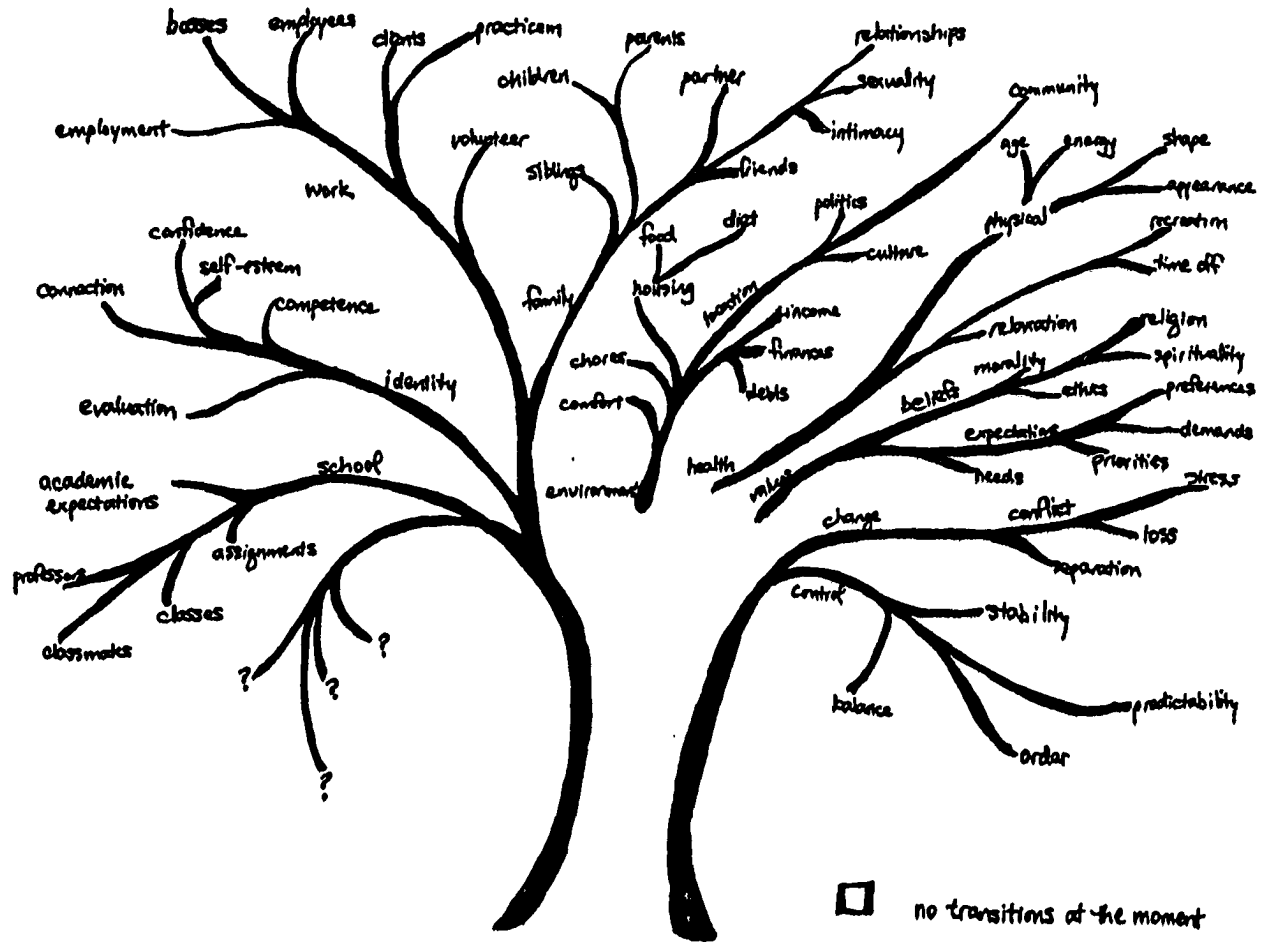 bosses
employees
clients
practicum
employment
work
volunteer
children
parents
siblings
family
partner
relationships
sexuality
intimacy
friends
community
politics
culture
location
food
diet
housing
income
finances
debts
chores
comfort
environment
age
energy
shape
appearance
physical
recreation
time off
relaxation
health
religion
spirituality
morality
ethics
beliefs
values
preferences
demands
expectations
priorities
needs
confidence
self-esteem
connection
competence
evaluation
identity
school
academic
expectations
assignments
professors
classes
classmates
?
?
?
?
change
conflict
stress
loss
separation
control
stability
balance
predictability
order
no transitions at the moment